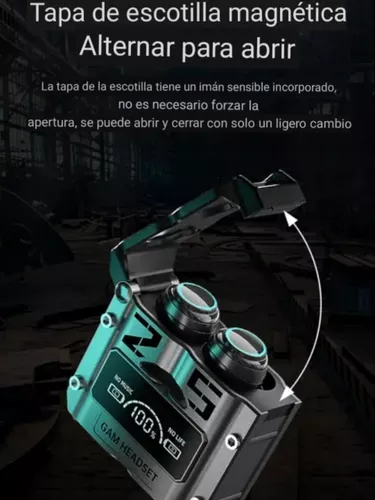 Tapa de escotilla magnética
Alternar para abrir
La tapa de la escotilla tiene un imán sensible incorporado,
no es necesario forzar la
apertura, se puede abrir y cerrar con solo un ligero cambio
N
S
NO MUSIC
NO LIFE
100%
GAM HEADSET